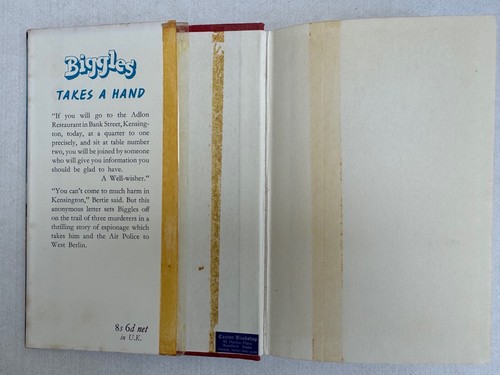 Biggles
TAKES A HAND
"If you will go to the Adlon
Restaurant in Bank Street, Kensing-
ton, today, at a quarter to one
precisely, and sit at table number
two, you will be joined by someone
who will give you information you
should be glad to have.
A Well-wisher."
"You can't come to much harm in
Kensington," Bertie said. But this
anonymous letter sets Biggles off
on the trail of three murderers in a
thrilling story of espionage which
takes him and the Air Police to
West Berlin.
8s 6d net
in U.K.